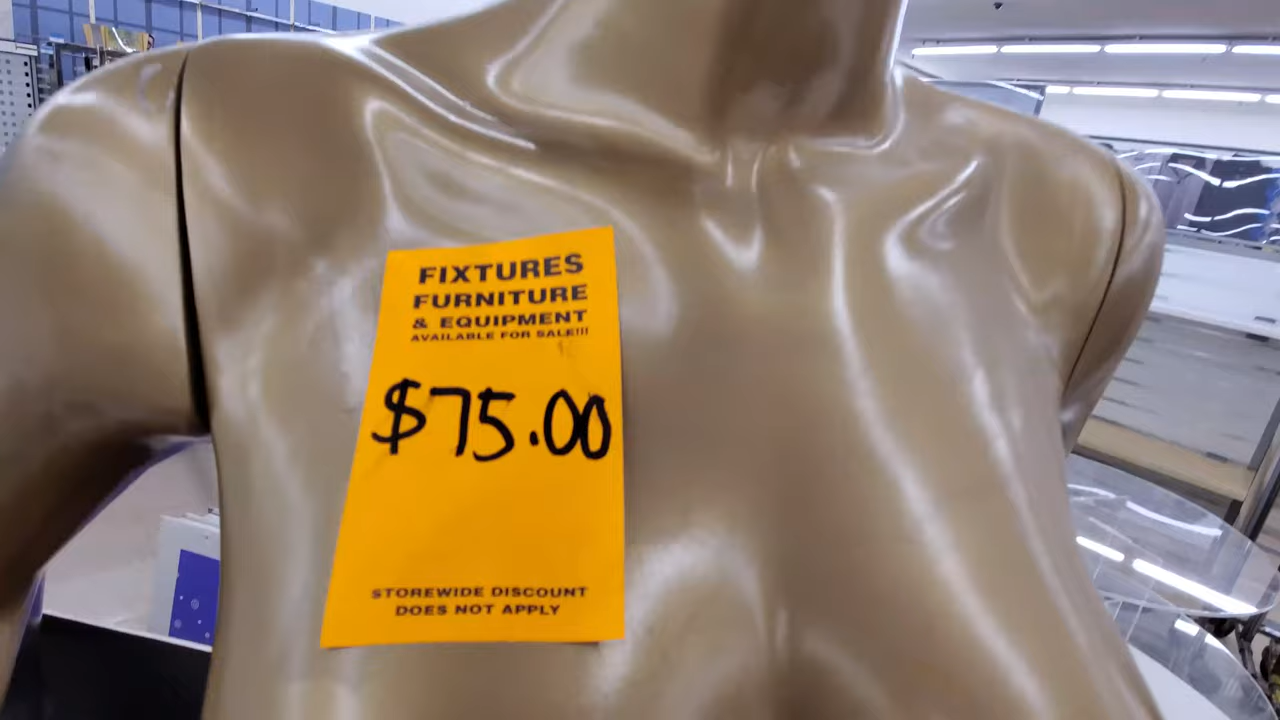 FIXTURES
FURNITURE
& EQUIPMENT
AVAILABLE FOR SALE!!!
$75.00
STOREWIDE DISCOUNT
DOES NOT APPLY